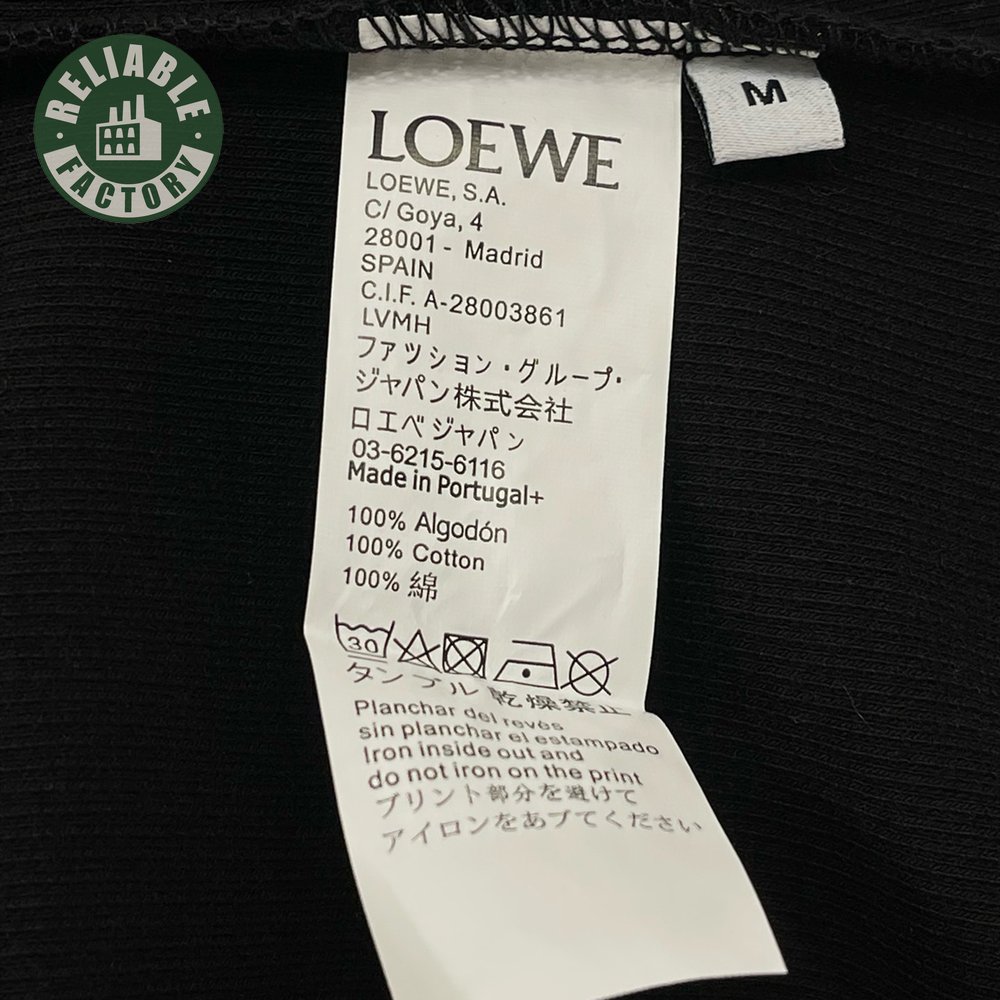 RELIABLE
FACTORY
M
LOEWE
LOEWE, S.A.
C/ Goya, 4
28001 - Madrid
SPAIN
C.I.F. A-28003861
LVMH
ファツション・グループ・
ジャパン株式会社
ロエベ ジャパン
03-6215-6116
Made in Portugal+
100% Algodón
100% Cotton
100% 綿
30
タンブル 乾燥禁止
Planchar del revés
sin planchar el estampado
Iron inside out and
do not iron on the print
プリント部分を避けて
アイロンをあブてください